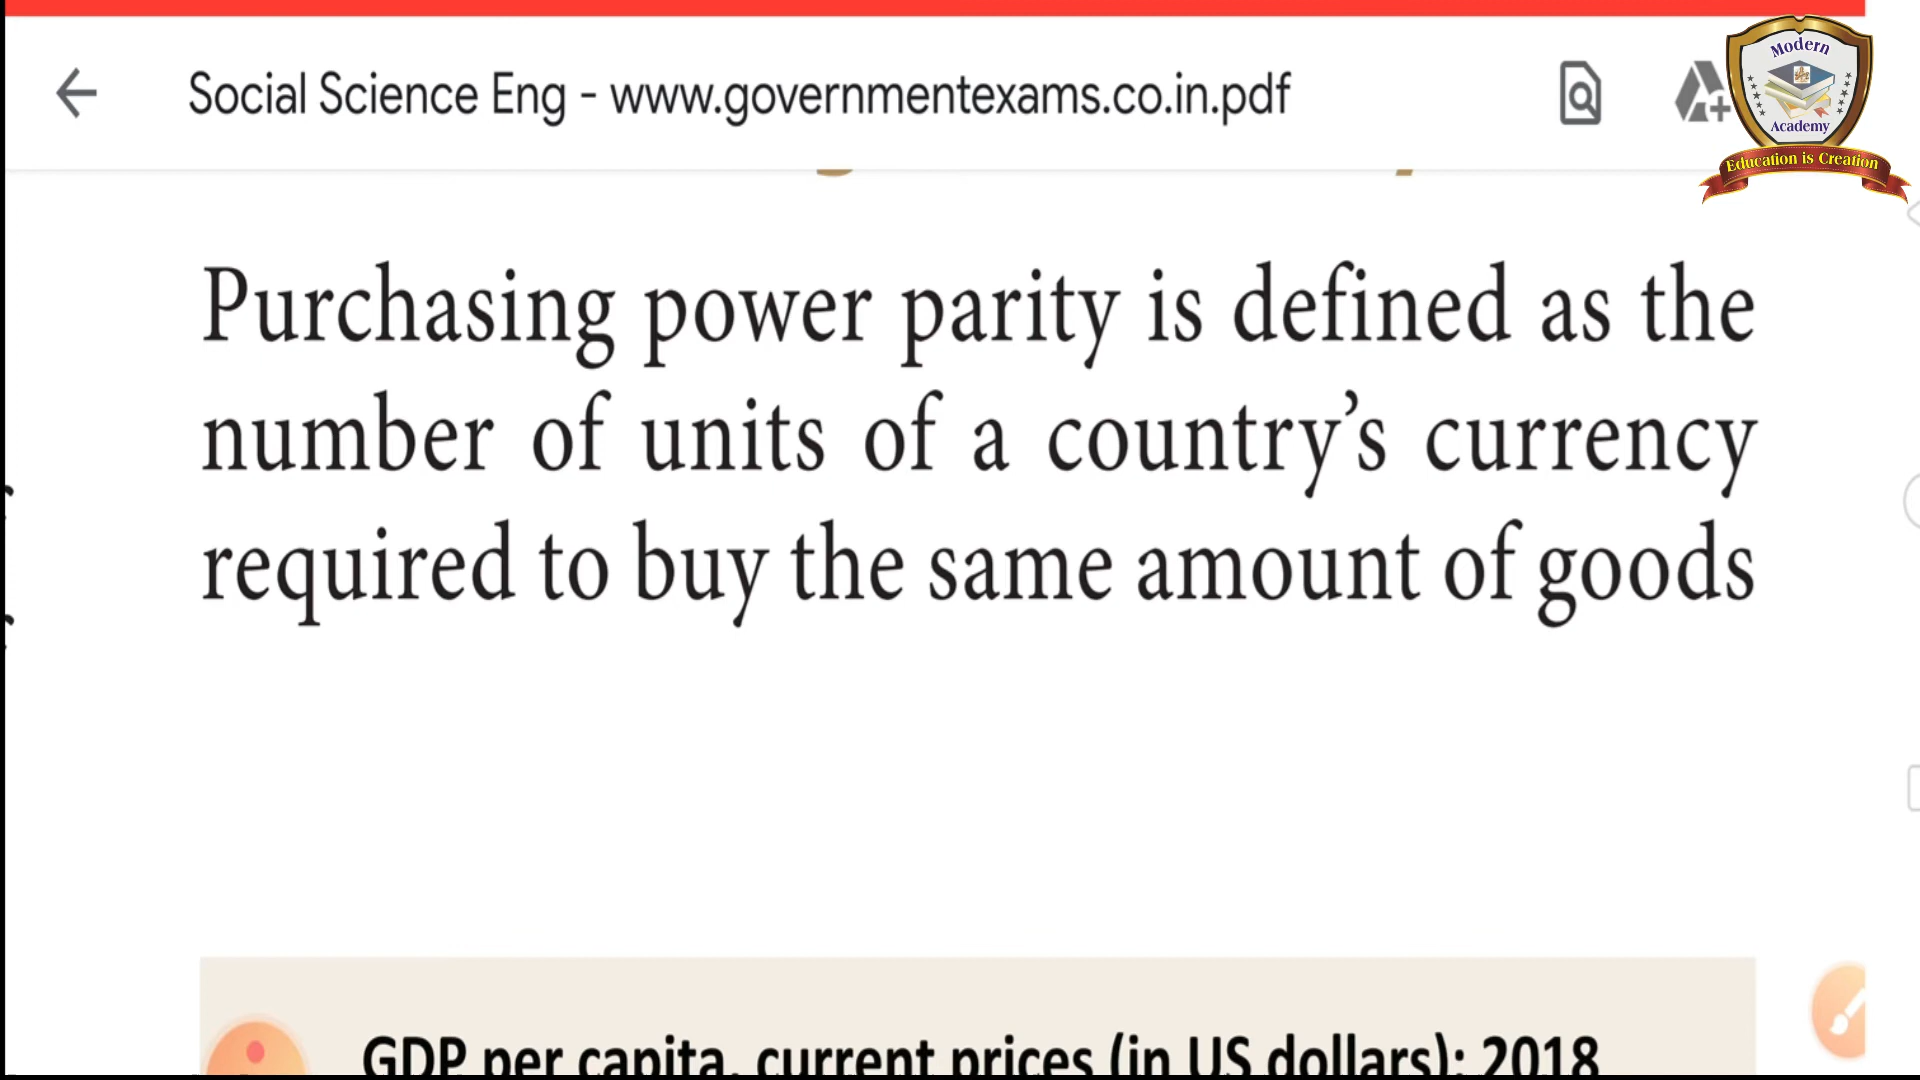 Social Science Eng - www.governmentexams.co.in.pdf
Modern
Academy
Education is Creation
Purchasing power parity is defined as the
number of units of a country’s currency
required to buy the same amount of goods
GDP per capita, current prices (in US dollars): 2018